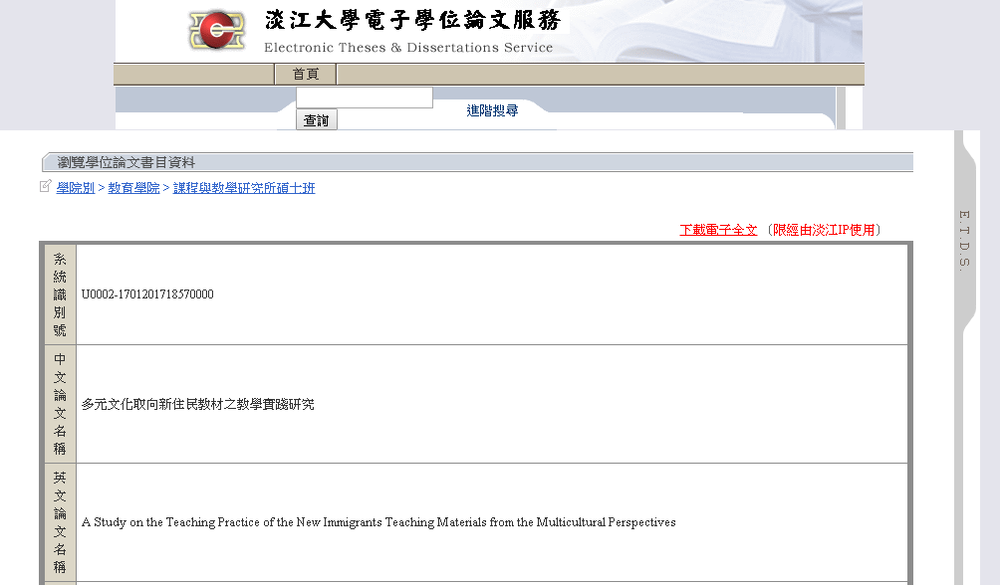 淡江大學電子學位論文服務
Electronic Theses & Dissertations Service
首頁
進階搜尋
查詢
瀏覽學位論文書目資料
學院別 > 教育學院 > 課程與教學研究所碩士班
下載電子全文 （限經由淡江IP使用）
E.T.D.S.
系統識別號
U0002-1701201718570000
中文論文名稱
多元文化取向新住民教材之教學實踐研究
英文論文名稱
A Study on the Teaching Practice of the New Immigrants Teaching Materials from the Multicultural Perspectives